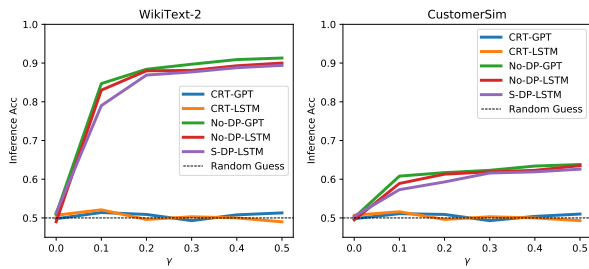 WikiText-2
1.0
0.9
0.8
0.7
0.6
0.5
Inference Acc
CRT-GPT
CRT-LSTM
No-DP-GPT
No-DP-LSTM
S-DP-LSTM
Random Guess
0.0 0.1 0.2 0.3 0.4 0.5
γ
CustomerSim
1.0
0.9
0.8
0.7
0.6
0.5
Inference Acc
CRT-GPT
CRT-LSTM
No-DP-GPT
No-DP-LSTM
S-DP-LSTM
Random Guess
0.0 0.1 0.2 0.3 0.4 0.5
γ